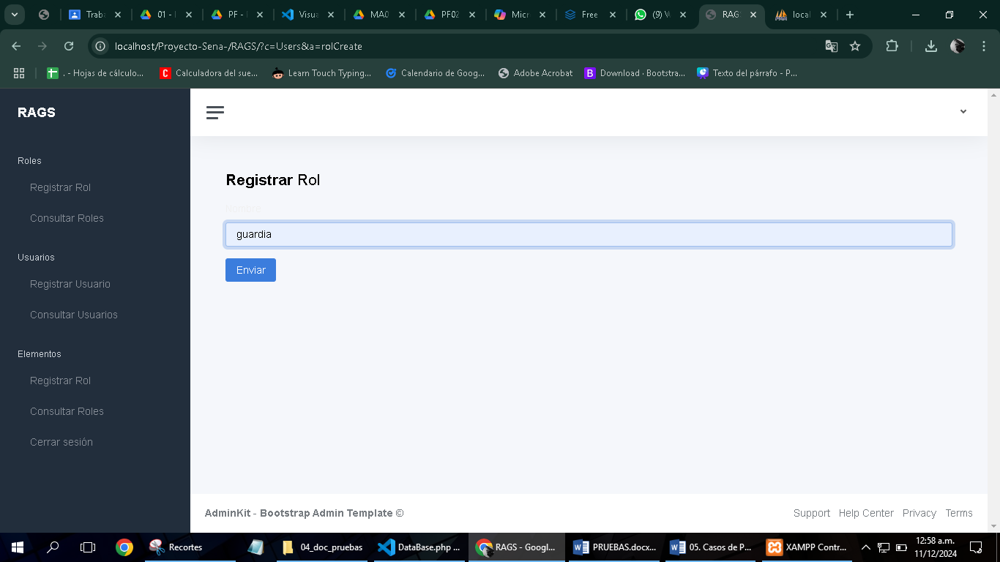 Traba
01 -
PF -
Visua
MA0
PF02
Micr
Free
(9) V
RAG
local
localhost/Proyecto-Sena-/RAGS/?c=Users&a=rolCreate
. - Hojas de cálculo...
Calculadora del sue...
Learn Touch Typing...
Calendario de Goog...
Adobe Acrobat
Download · Bootstra...
Texto del párrafo - P...
RAGS
Roles
Registrar Rol
Consultar Roles
Usuarios
Registrar Usuario
Consultar Usuarios
Elementos
Registrar Rol
Consultar Roles
Cerrar sesión
Registrar Rol
Nombre
guardia
Enviar
AdminKit - Bootstrap Admin Template ©
Support Help Center Privacy Terms
Recortes
04_doc_pruebas
DataBase.php ...
RAGS - Googl...
PRUEBAS.docx...
05. Casos de P...
XAMPP Contr...
12:58 a.m.
11/12/2024